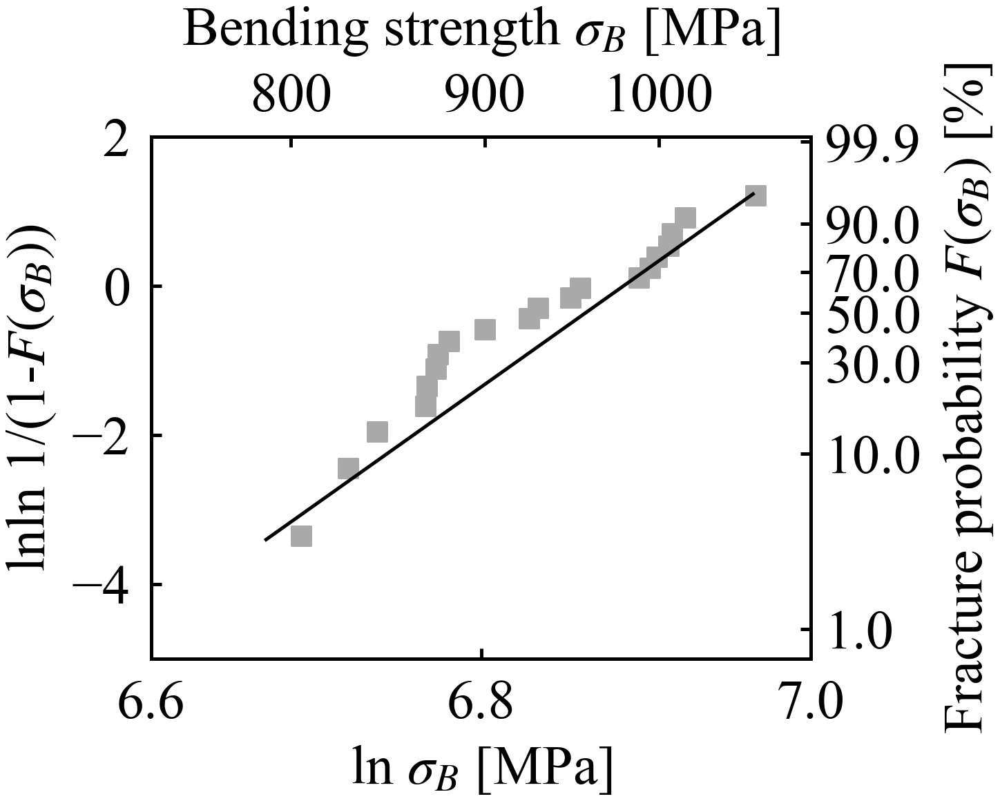 Bending strength σB [MPa]
800 900 1000
lnln 1/(1-F(σB))
2
0
−2
−4
99.9
90.0
70.0
50.0
30.0
10.0
1.0
Fracture probability F(σB) [%]
6.6 6.8 7.0
ln σB [MPa]